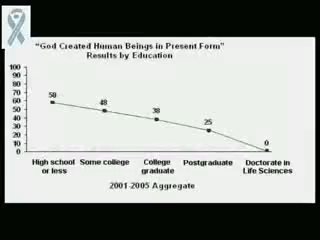 “God Created Human Beings in Present Form”
Results by Education
100
90
80
70
60
50
40
30
20
10
0
58
48
38
25
0
High school
or less
Some college
College
graduate
Postgraduate
Doctorate in
Life Sciences
2001-2005 Aggregate